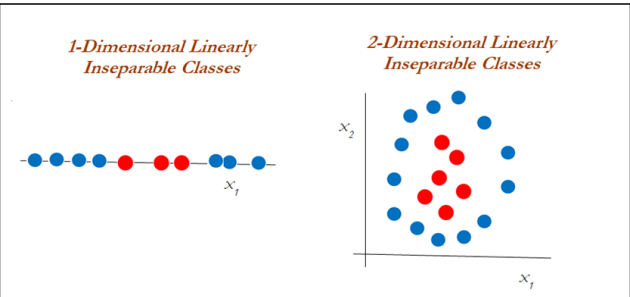 1-Dimensional Linearly
Inseparable Classes
2-Dimensional Linearly
Inseparable Classes
X2
X1
X1